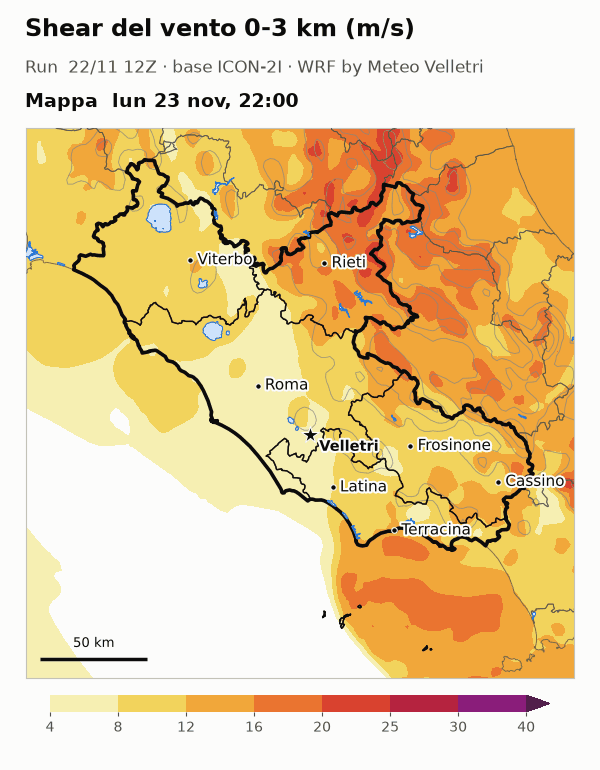 Shear del vento 0-3 km (m/s)
Run  22/11 12Z · base ICON-2I · WRF by Meteo Velletri
Mappa  lun 23 nov, 22:00
Viterbo
Rieti
Roma
Velletri
Frosinone
Cassino
Latina
Terracina
50 km
4 8 12 16 20 25 30 40